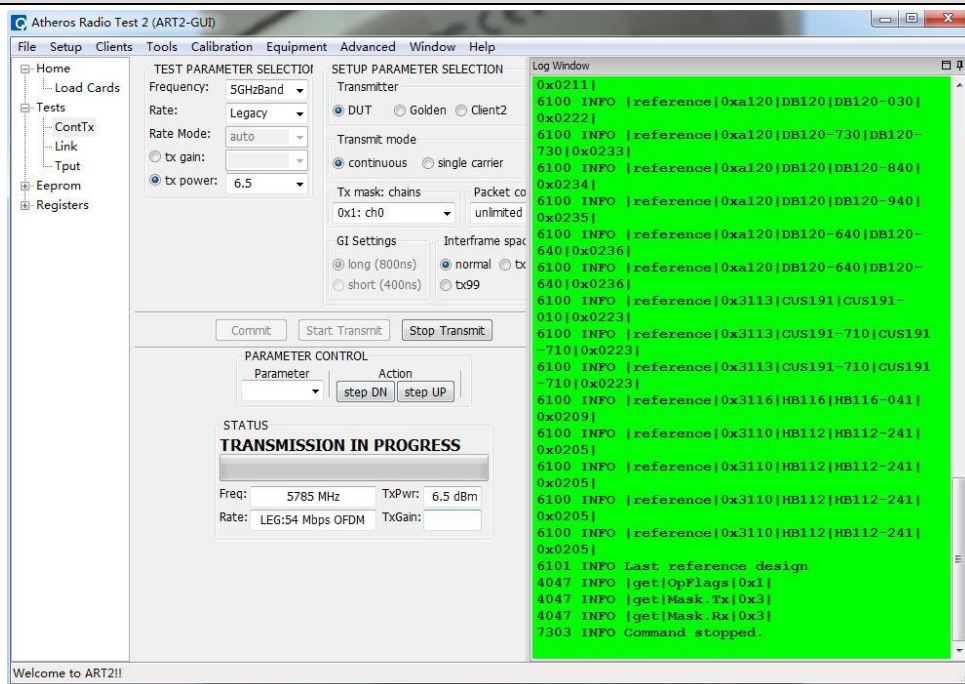 Atheros Radio Test 2 (ART2-GUI)
File Setup Clients Tools Calibration Equipment Advanced Window Help
Home
Load Cards
Tests
ContTx
Link
Tput
Eeprom
Registers
TEST PARAMETER SELECTION
Frequency: 5GHzBand
Rate: Legacy
Rate Mode: auto
tx gain:
tx power: 6.5
SETUP PARAMETER SELECTION
Transmitter
DUT Golden Client2
Transmit mode
continuous single carrier
Tx mask: chains
0x1: ch0
Packet co
unlimited
GI Settings
long (800ns)
short (400ns)
Interframe spac
normal tx
tx99
Commit Start Transmit Stop Transmit
PARAMETER CONTROL
Parameter Action
step DN step UP
STATUS
TRANSMISSION IN PROGRESS
Freq: 5785 MHz TxPwr: 6.5 dBm
Rate: LEG:54 Mbps OFDM TxGain:
Log Window
0x0211|
6100 INFO |reference|0xa120|DB120|DB120-030|
0x0222|
6100 INFO |reference|0xa120|DB120-730|DB120-
730|0x0233|
6100 INFO |reference|0xa120|DB120|DB120-840|
0x0234|
6100 INFO |reference|0xa120|DB120|DB120-940|
0x0235|
6100 INFO |reference|0xa120|DB120-640|DB120-
640|0x0236|
6100 INFO |reference|0xa120|DB120-640|DB120-
640|0x0236|
6100 INFO |reference|0x3113|CUS191|CUS191-
010|0x0223|
6100 INFO |reference|0x3113|CUS191-710|CUS191
-710|0x0223|
6100 INFO |reference|0x3113|CUS191-710|CUS191
-710|0x0223|
6100 INFO |reference|0x3116|HB116|HB116-041|
0x0209|
6100 INFO |reference|0x3110|HB112|HB112-241|
0x0205|
6100 INFO |reference|0x3110|HB112|HB112-241|
0x0205|
6100 INFO |reference|0x3110|HB112|HB112-241|
0x0205|
6100 INFO |reference|0x3110|HB112|HB112-241|
0x0205|
6101 INFO Last reference design
4047 INFO |get|OpFlags|0x1|
4047 INFO |get|Mask.Tx|0x3|
4047 INFO |get|Mask.Rx|0x3|
7303 INFO Command stopped.
Welcome to ART2!!